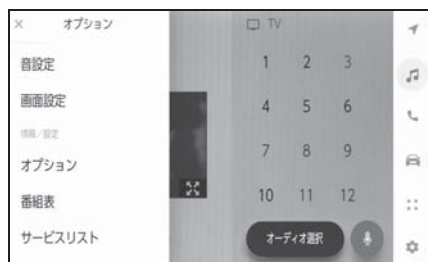 × オプション
音設定
画面設定
情報／設定
オプション
番組表
サービスリスト
TV
1 2 3
4 5 6
7 8 9
10 11 12
オーディオ選択